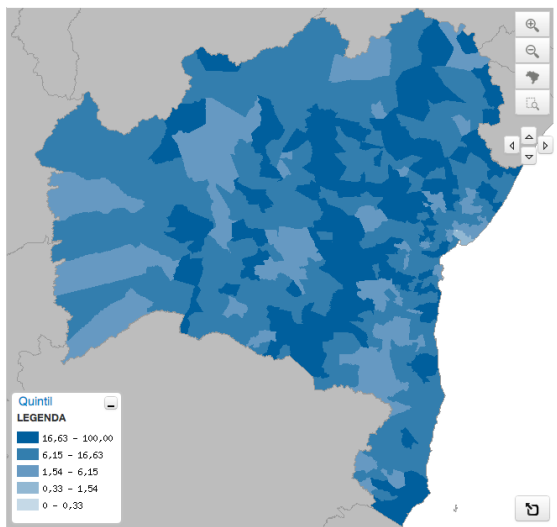 Quintil
LEGENDA
16,63 - 100,00
6,15 - 16,63
1,54 - 6,15
0,33 - 1,54
0 - 0,33